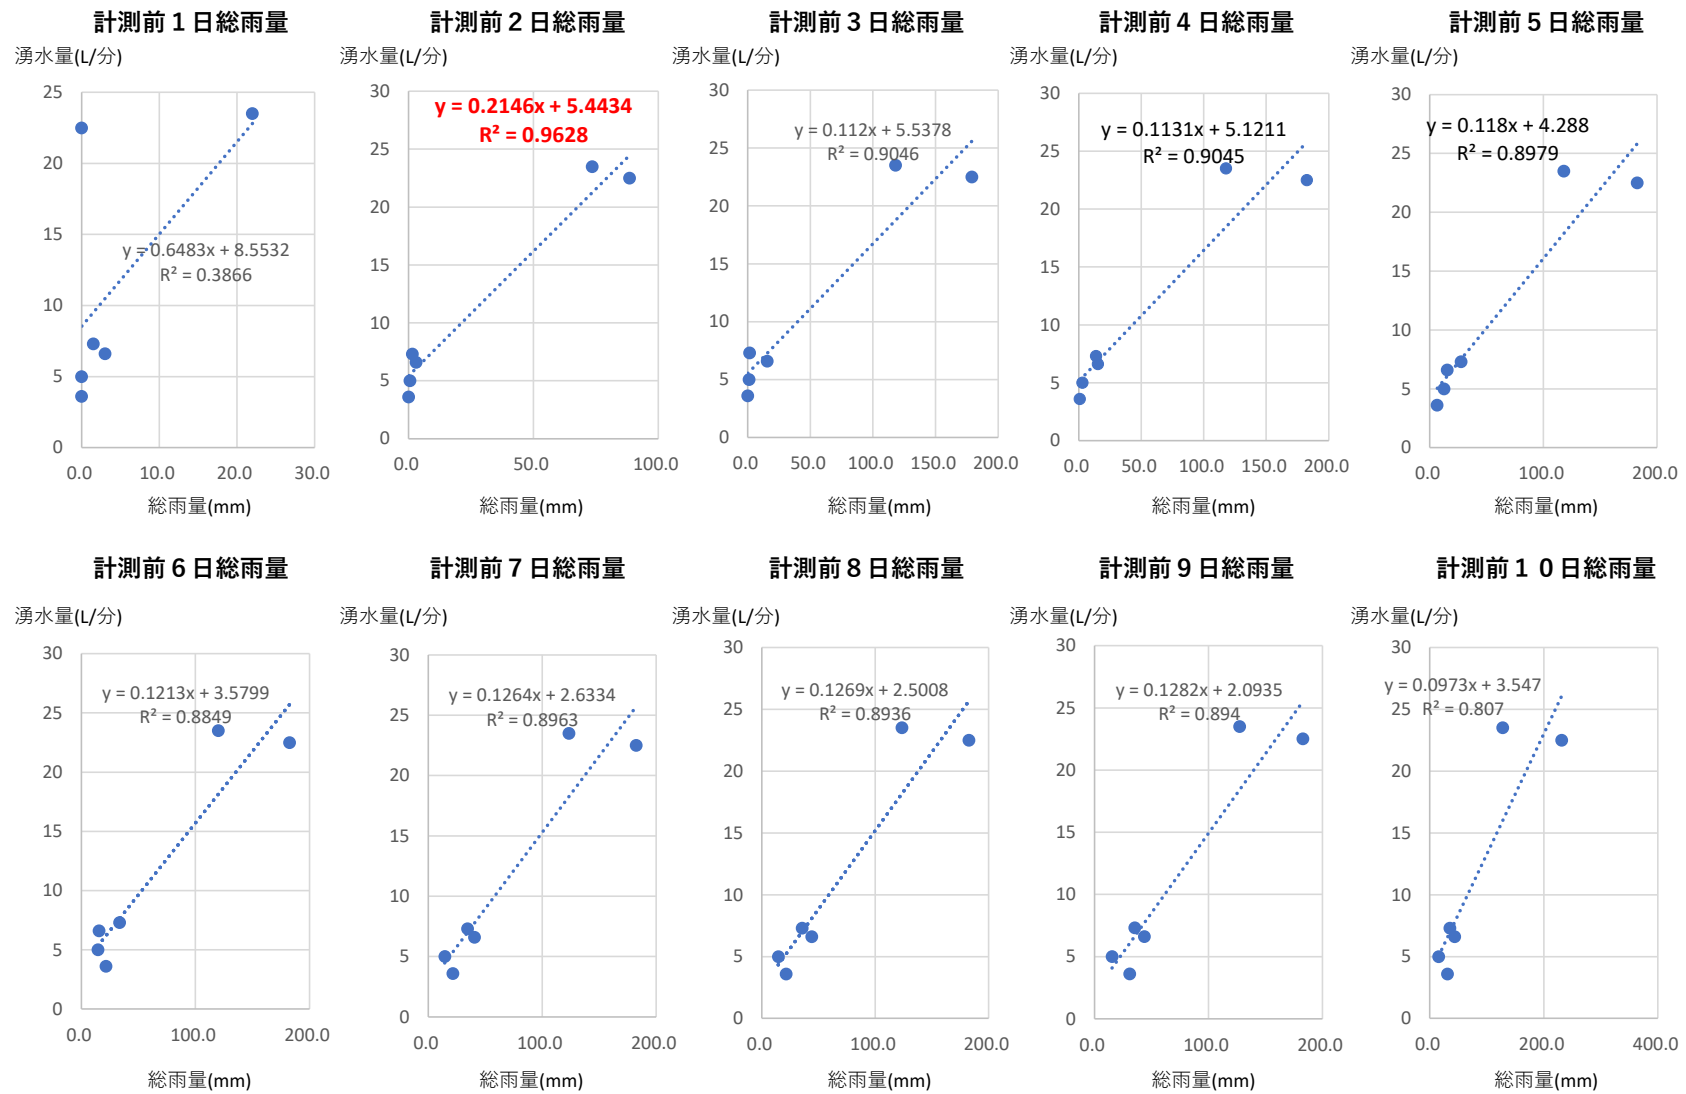 計測前１日総雨量
湧水量(L/分)
25
20
15
10
5
0
y = 0.6483x + 8.5532
R² = 0.3866
0.0 10.0 20.0 30.0
総雨量(mm)
計測前２日総雨量
湧水量(L/分)
30
25
20
15
10
5
0
y = 0.2146x + 5.4434
R² = 0.9628
0.0 50.0 100.0
総雨量(mm)
計測前３日総雨量
湧水量(L/分)
30
25
20
15
10
5
0
y = 0.112x + 5.5378
R² = 0.9046
0.0 50.0 100.0 150.0 200.0
総雨量(mm)
計測前４日総雨量
湧水量(L/分)
30
25
20
15
10
5
0
y = 0.1131x + 5.1211
R² = 0.9045
0.0 50.0 100.0 150.0 200.0
総雨量(mm)
計測前５日総雨量
湧水量(L/分)
30
25
20
15
10
5
0
y = 0.118x + 4.288
R² = 0.8979
0.0 100.0 200.0
総雨量(mm)
計測前６日総雨量
湧水量(L/分)
30
25
20
15
10
5
0
y = 0.1213x + 3.5799
R² = 0.8849
0.0 100.0 200.0
総雨量(mm)
計測前７日総雨量
湧水量(L/分)
30
25
20
15
10
5
0
y = 0.1264x + 2.6334
R² = 0.8963
0.0 100.0 200.0
総雨量(mm)
計測前８日総雨量
湧水量(L/分)
30
25
20
15
10
5
0
y = 0.1269x + 2.5008
R² = 0.8936
0.0 100.0 200.0
総雨量(mm)
計測前９日総雨量
湧水量(L/分)
30
25
20
15
10
5
0
y = 0.1282x + 2.0935
R² = 0.894
0.0 100.0 200.0
総雨量(mm)
計測前１０日総雨量
湧水量(L/分)
30
25
20
15
10
5
0
y = 0.0973x + 3.547
R² = 0.807
0.0 200.0 400.0
総雨量(mm)